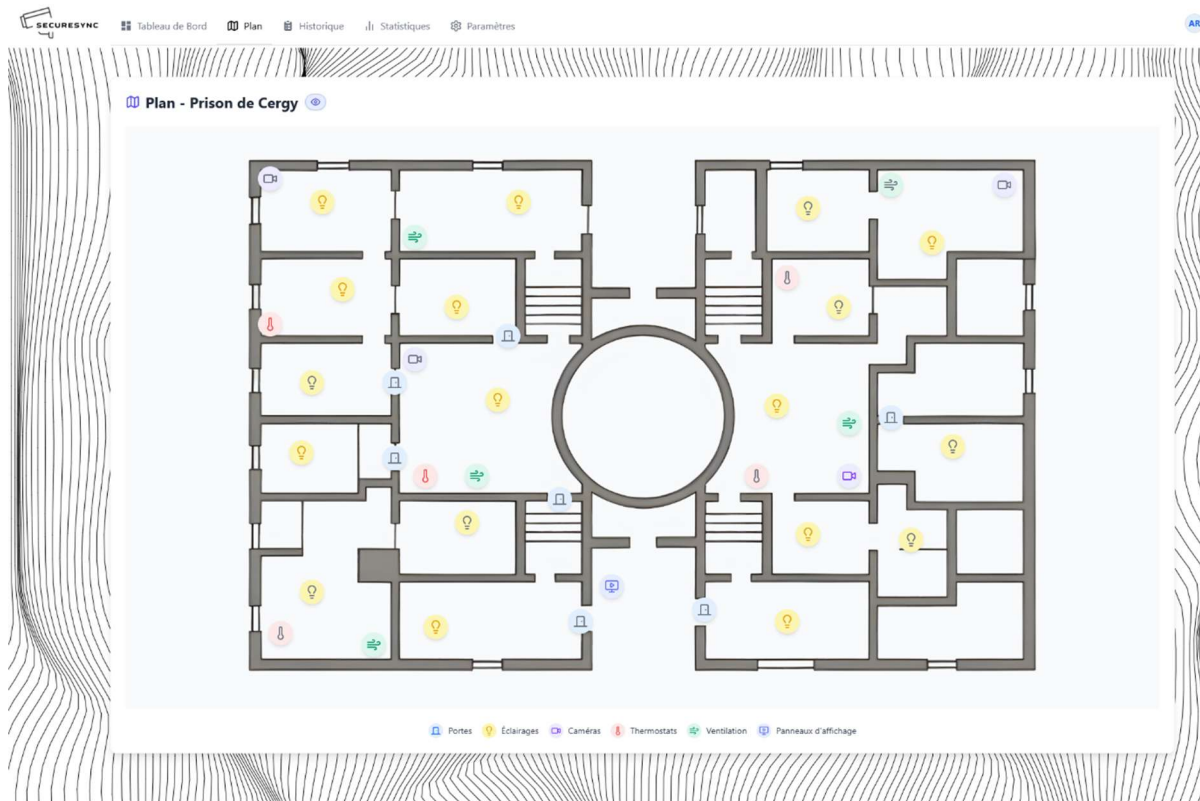 SECURESYNC
Tableau de Bord
Plan
Historique
Statistiques
Paramètres
AR
Plan - Prison de Cergy
Portes
Éclairages
Caméras
Thermostats
Ventilation
Panneaux d'affichage